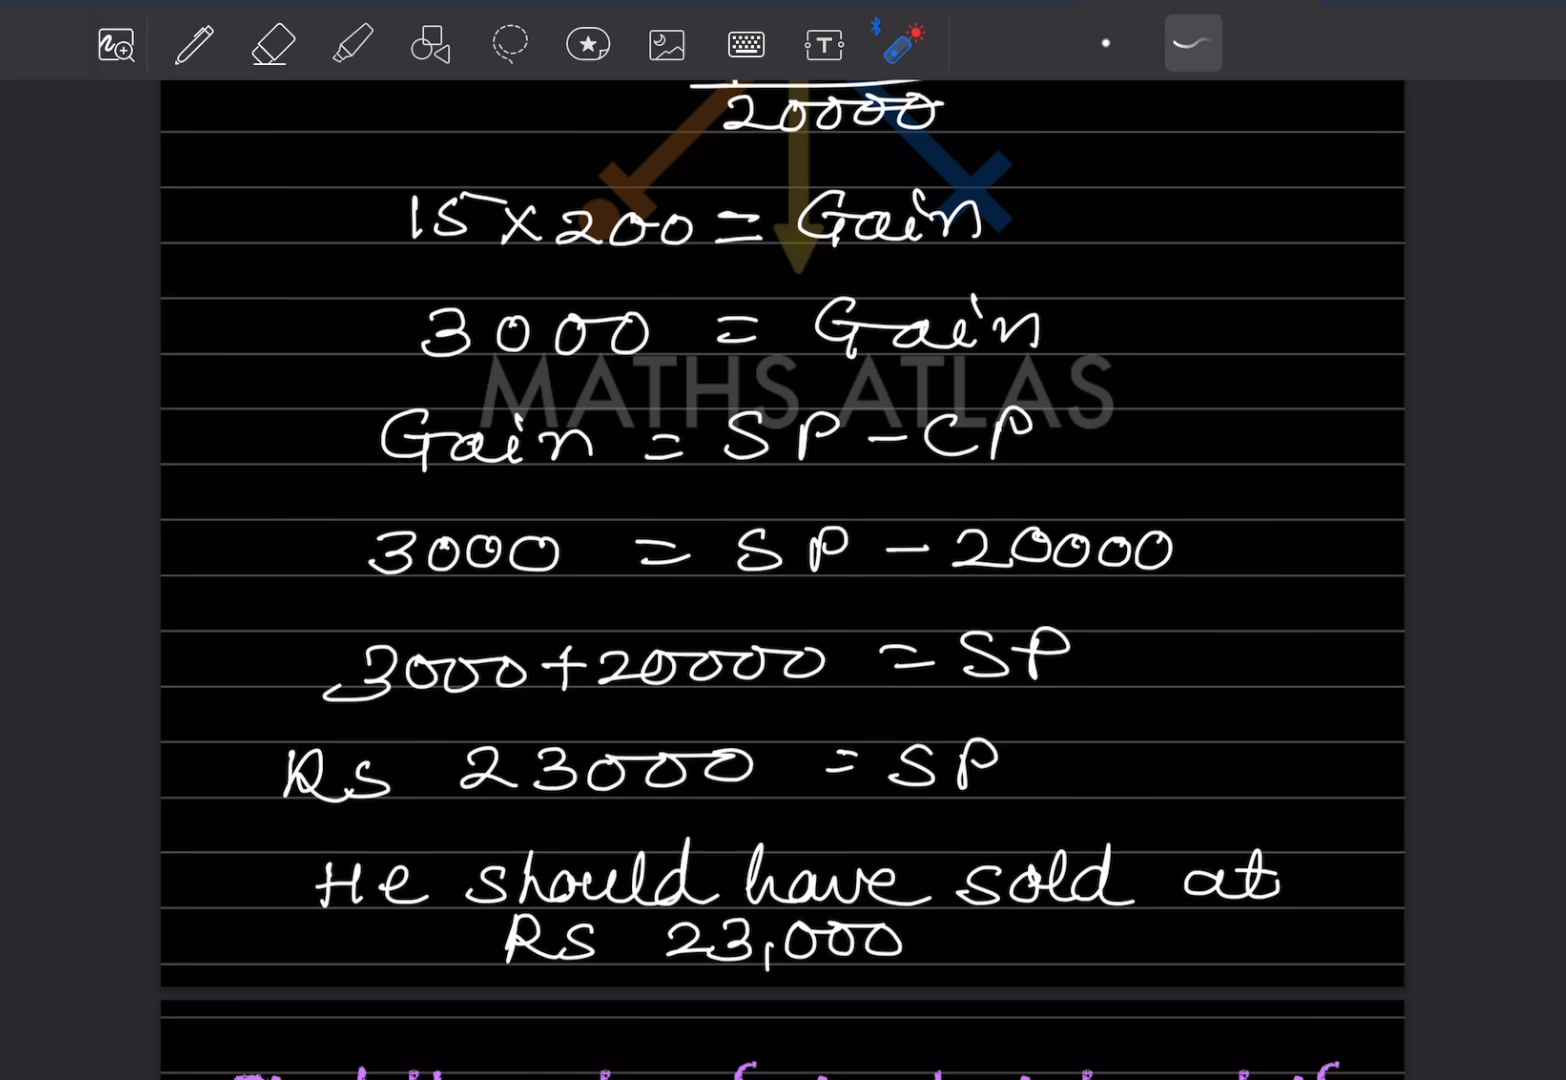 20000
15 × 200 = Gain
3000 = Gain
MATHS ATLAS
Gain = SP - CP
3000 = SP - 20000
3000 + 20000 = SP
Rs 23000 = SP
He should have sold at
Rs 23,000